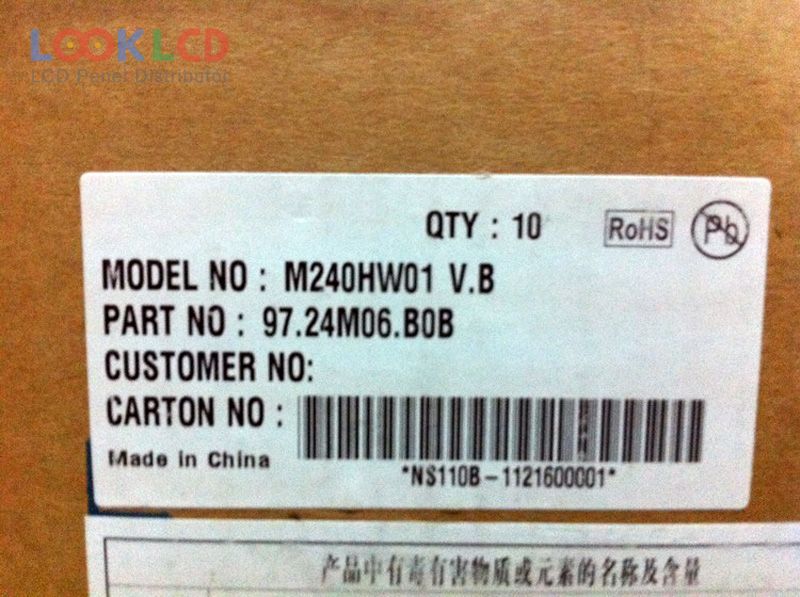 LOOK LCD
LCD Panel Distributor
QTY : 10 RoHS Pb
MODEL NO : M240HW01 V.B
PART NO : 97.24M06.B0B
CUSTOMER NO:
CARTON NO :
*NS110B-1121600001*
Made in China
产品中有毒有害物质或元素的名称及含量